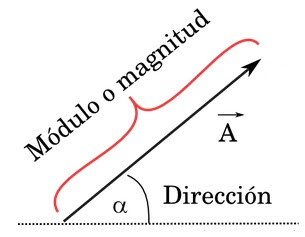 Módulo o magnitud
A
α
Dirección